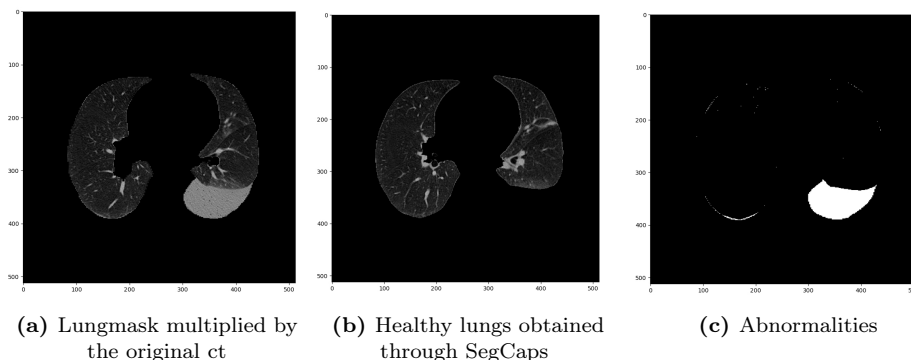 0
100
200
300
400
500
0 100 200 300 400 500
0
100
200
300
400
500
0 100 200 300 400 500
0
100
200
300
400
500
0 100 200 300 400 500
(a) Lungmask multiplied by
the original ct
(b) Healthy lungs obtained
through SegCaps
(c) Abnormalities